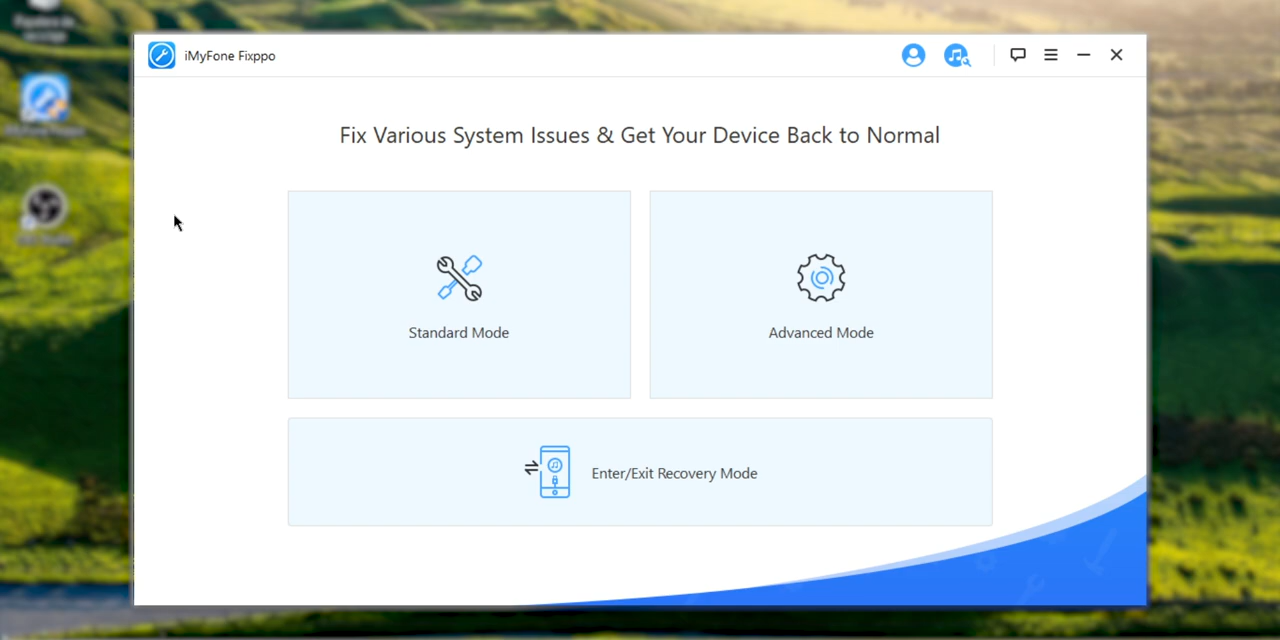 iMyFone Fixppo
Fix Various System Issues & Get Your Device Back to Normal
Standard Mode
Advanced Mode
Enter/Exit Recovery Mode